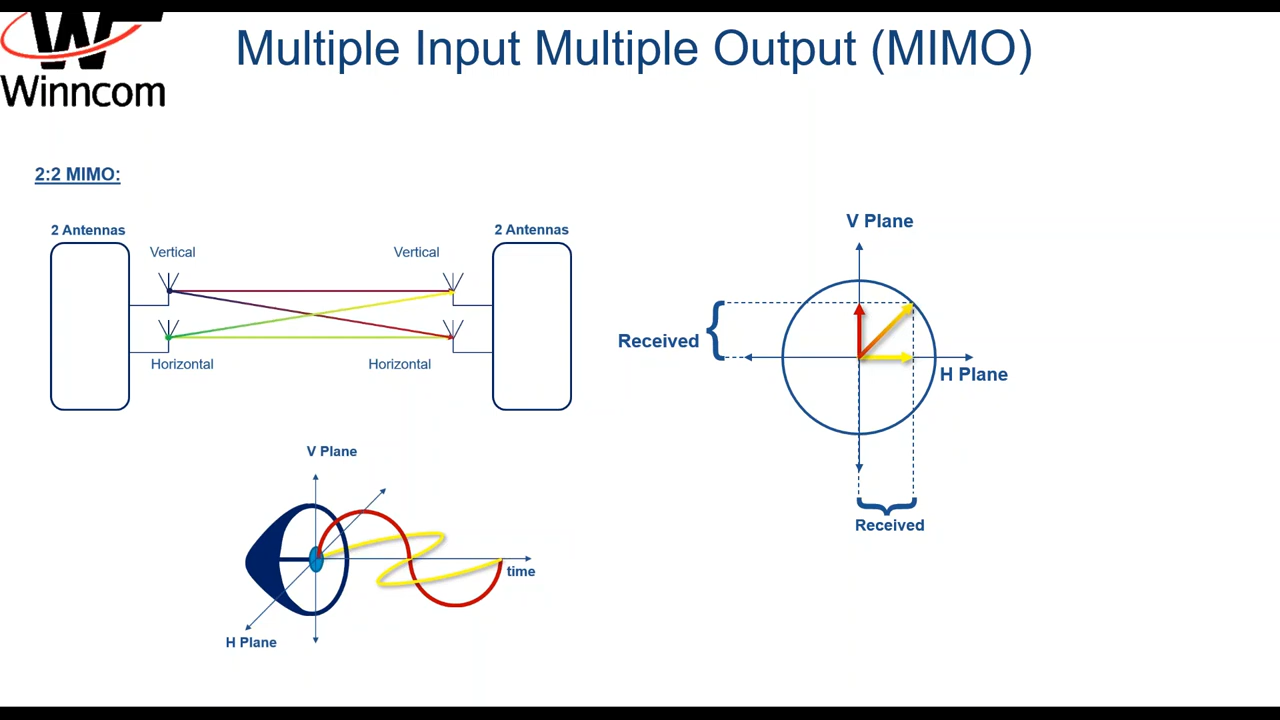 Winncom
Multiple Input Multiple Output (MIMO)
2:2 MIMO:
2 Antennas
2 Antennas
Vertical
Vertical
Horizontal
Horizontal
V Plane
Received
H Plane
Received
V Plane
time
H Plane